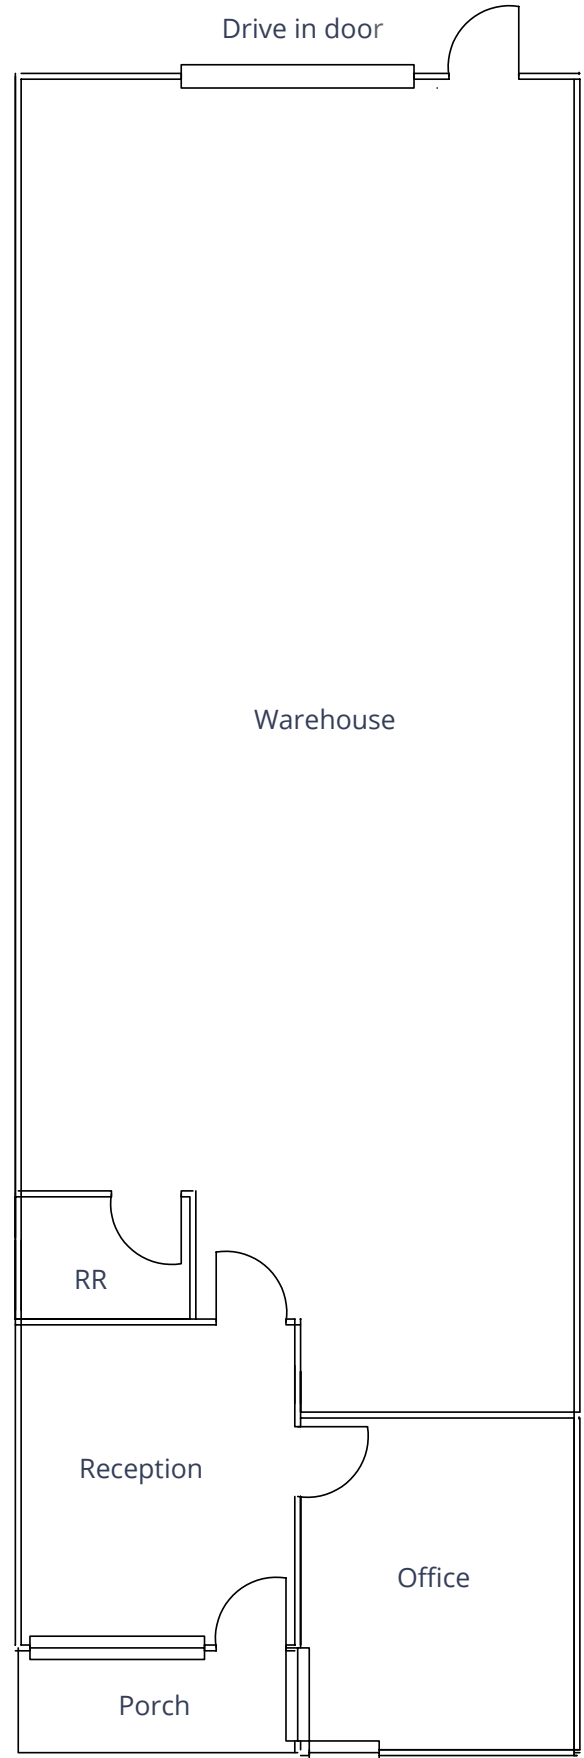 Drive in door
Warehouse
RR
Reception
Office
Porch